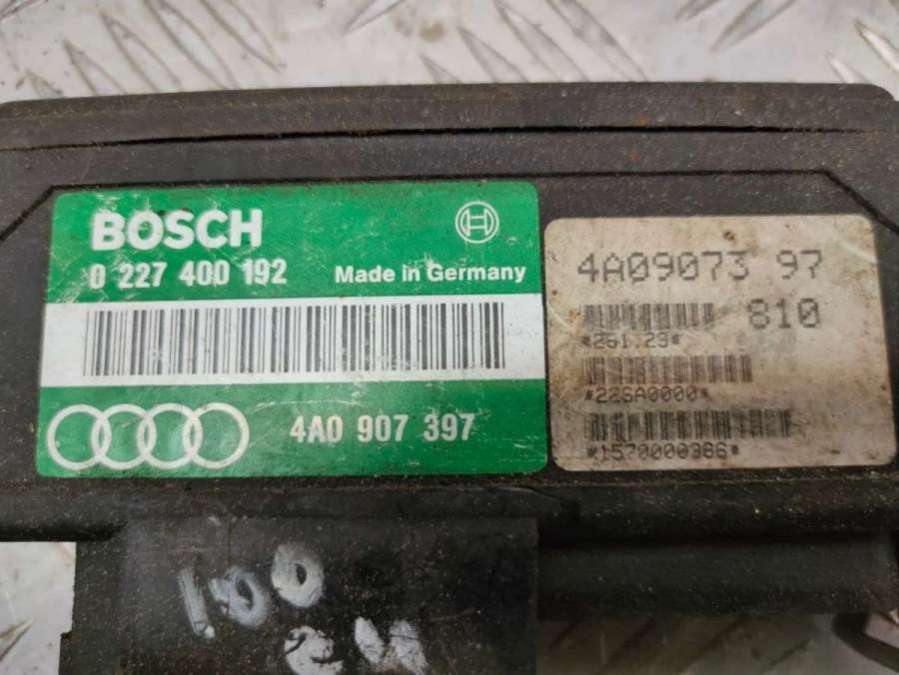 BOSCH
0 227 400 192
Made in Germany
4A0 907 397
4A09073 97
810
*261.29*
*226A0000*
*1570000386*
100